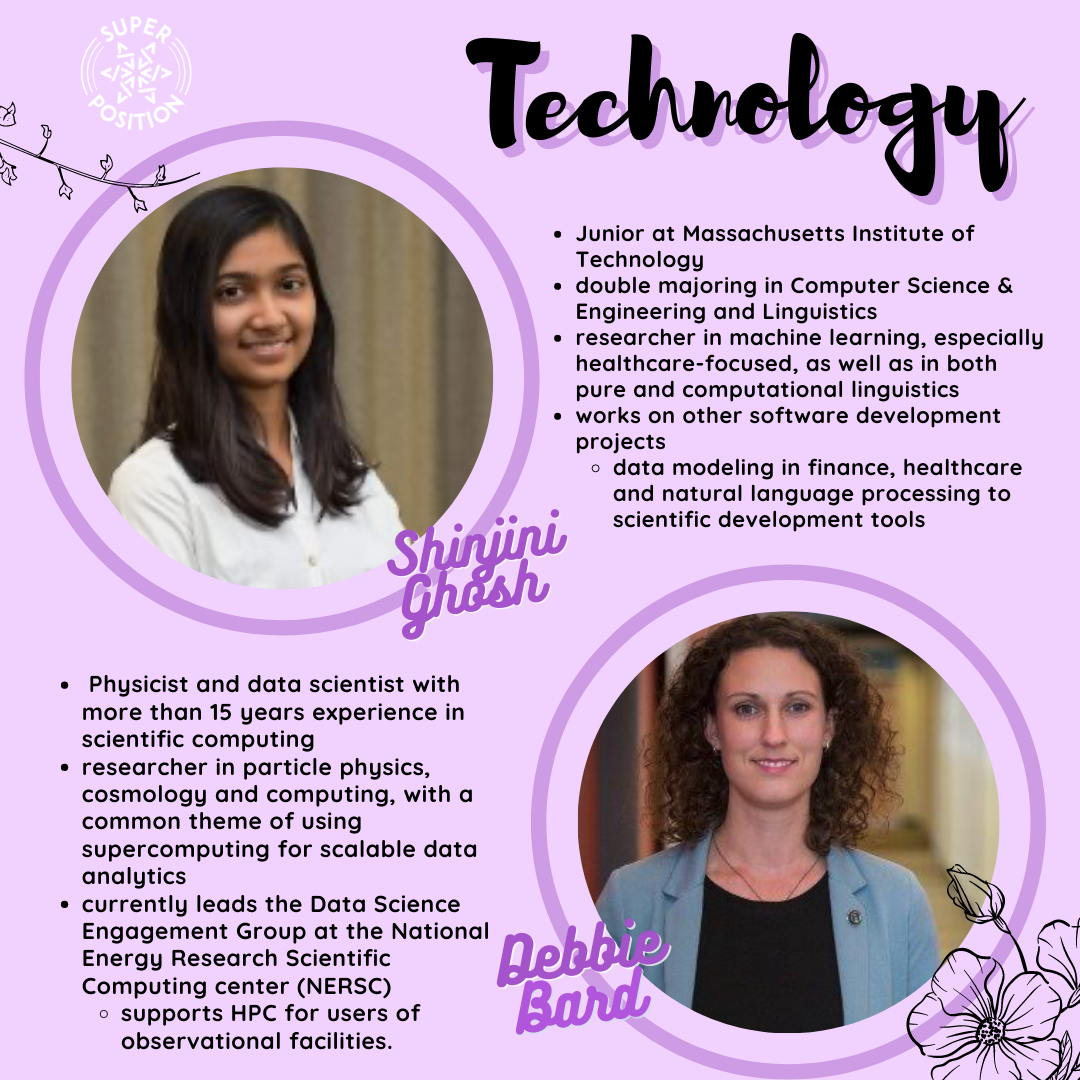 SUPER
POSITION
Technology
• Junior at Massachusetts Institute of
Technology
• double majoring in Computer Science &
Engineering and Linguistics
• researcher in machine learning, especially
healthcare-focused, as well as in both
pure and computational linguistics
• works on other software development
projects
◦ data modeling in finance, healthcare
and natural language processing to
scientific development tools
Shinjini
Ghosh
• Physicist and data scientist with
more than 15 years experience in
scientific computing
• researcher in particle physics,
cosmology and computing, with a
common theme of using
supercomputing for scalable data
analytics
• currently leads the Data Science
Engagement Group at the National
Energy Research Scientific
Computing center (NERSC)
◦ supports HPC for users of
observational facilities.
Debbie
Bard